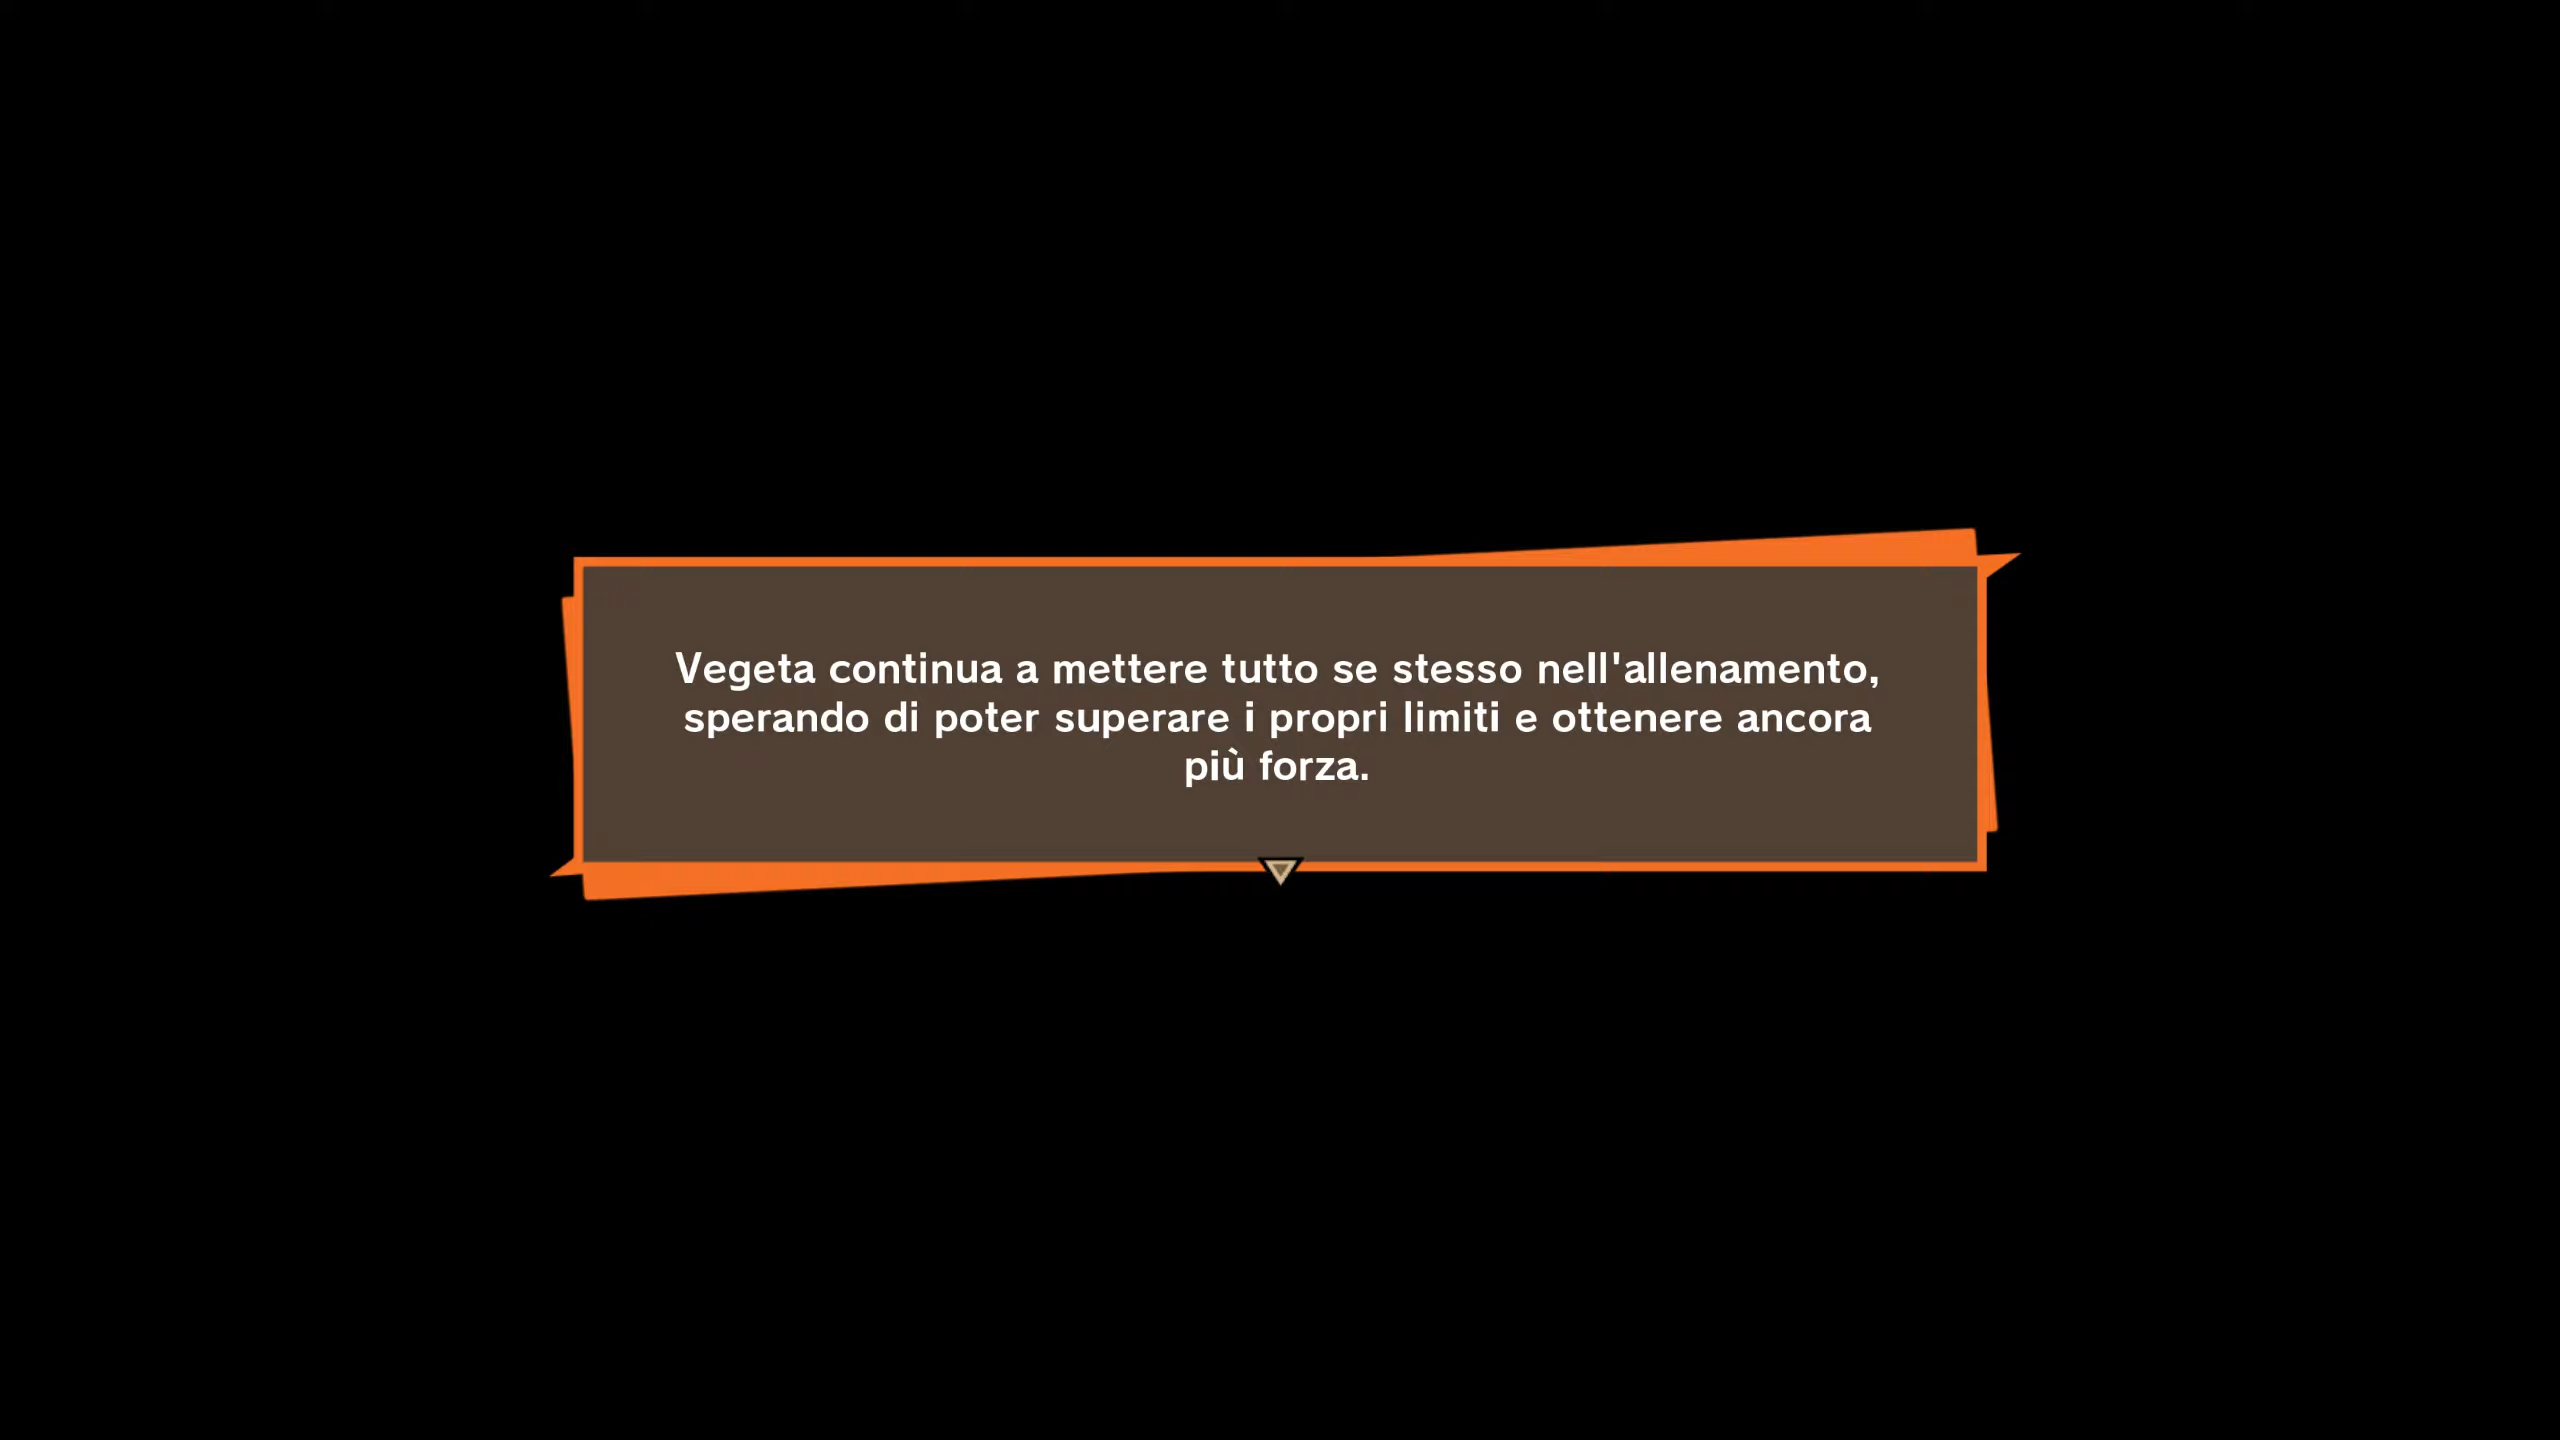 Vegeta continua a mettere tutto se stesso nell'allenamento,
sperando di poter superare i propri limiti e ottenere ancora
più forza.